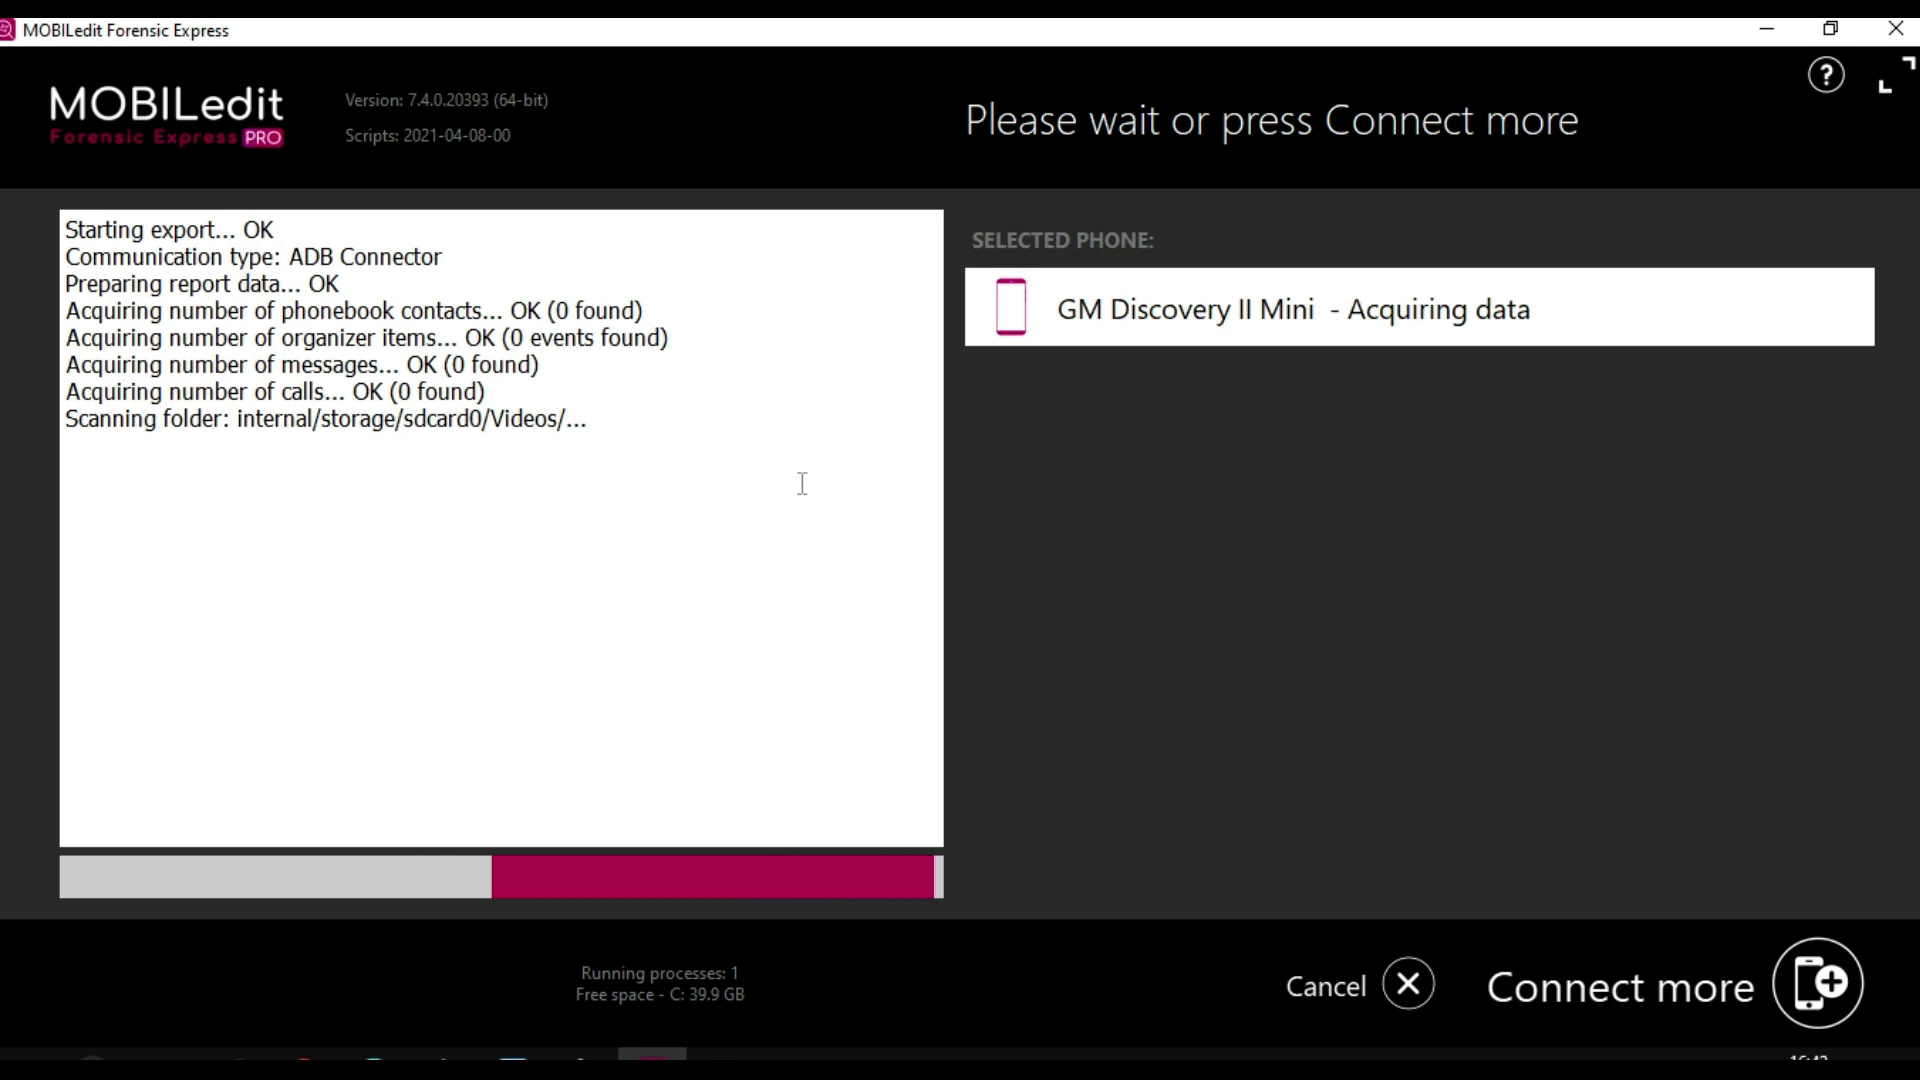 MOBILedit Forensic Express
MOBILedit
Forensic Express PRO
Version: 7.4.0.20393 (64-bit)
Scripts: 2021-04-08-00
Please wait or press Connect more
?
Starting export... OK
Communication type: ADB Connector
Preparing report data... OK
Acquiring number of phonebook contacts... OK (0 found)
Acquiring number of organizer items... OK (0 events found)
Acquiring number of messages... OK (0 found)
Acquiring number of calls... OK (0 found)
Scanning folder: internal/storage/sdcard0/Videos/...
SELECTED PHONE:
GM Discovery II Mini - Acquiring data
Running processes: 1
Free space - C: 39.9 GB
Cancel
Connect more